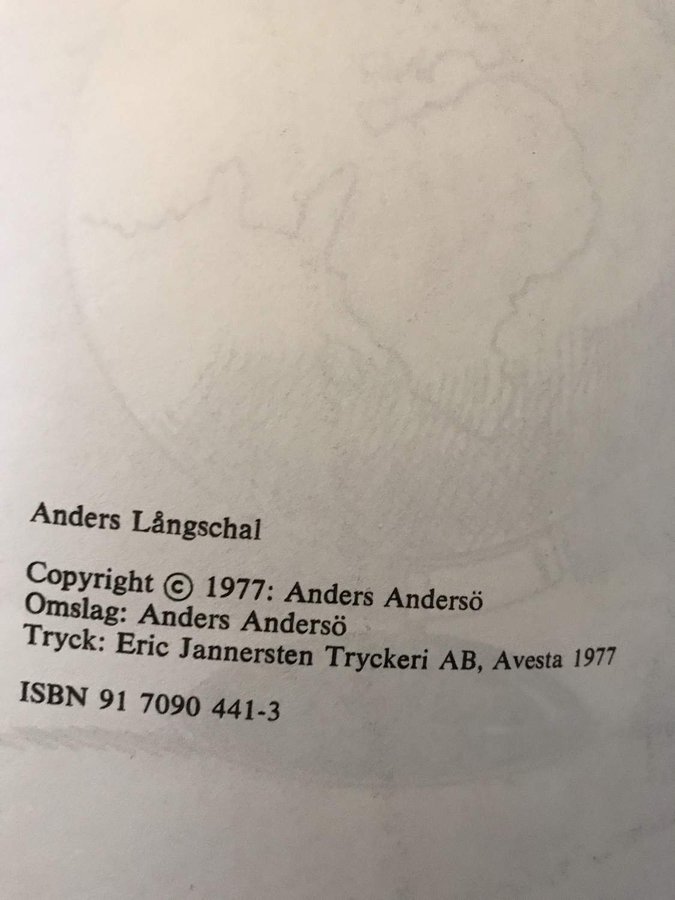 Anders Långschal
Copyright © 1977: Anders Andersö
Omslag: Anders Andersö
Tryck: Eric Jannersten Tryckeri AB, Avesta 1977
ISBN 91 7090 441-3